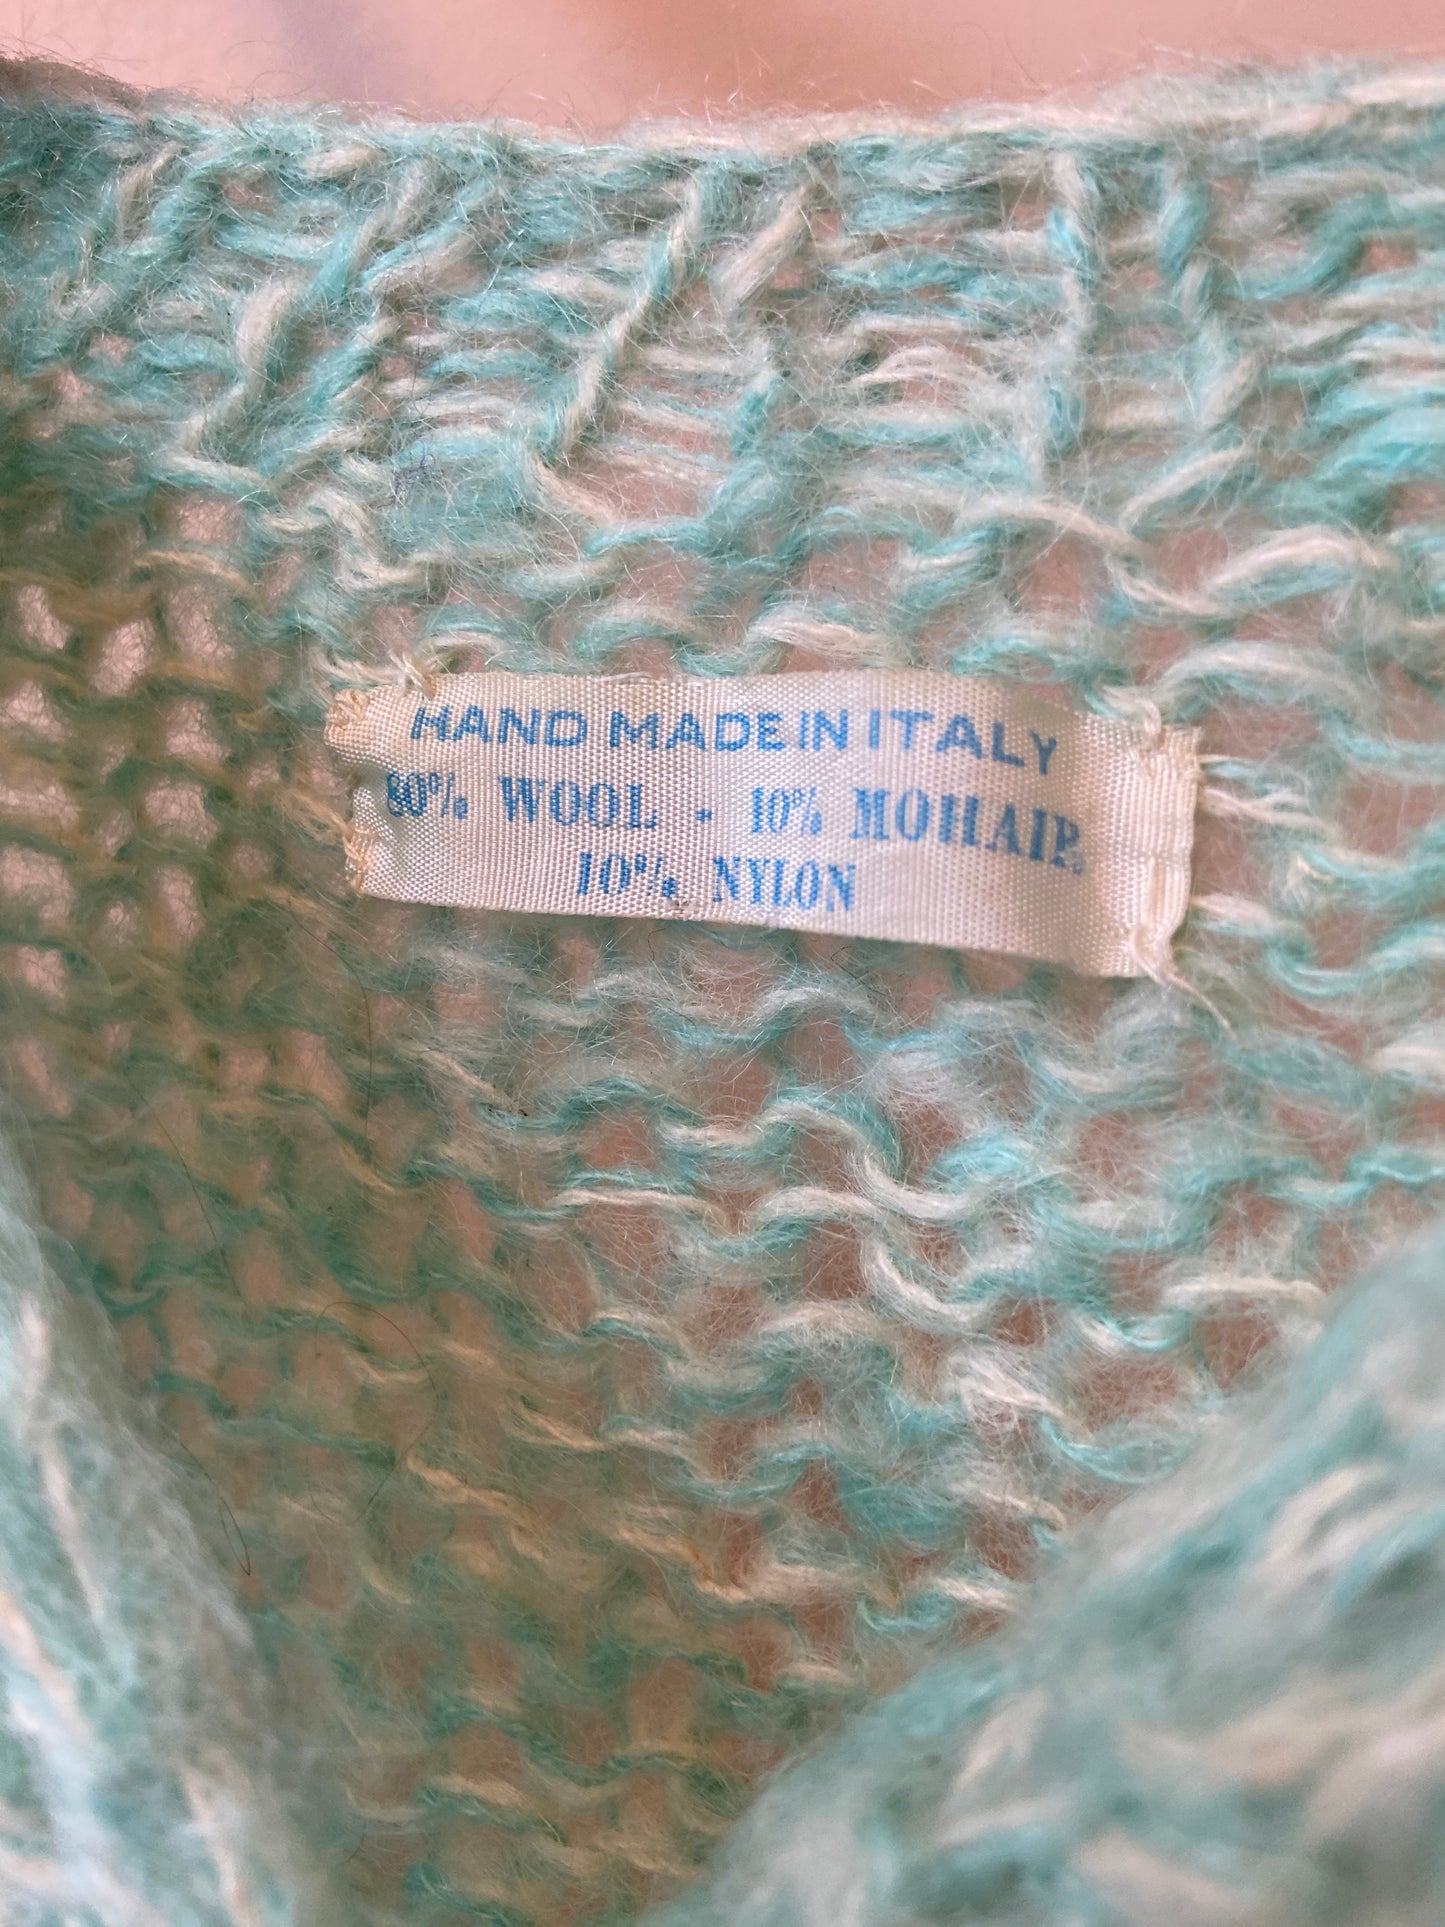 HAND MADE IN ITALY
80% WOOL - 10% MOHAIR
10% NYLON